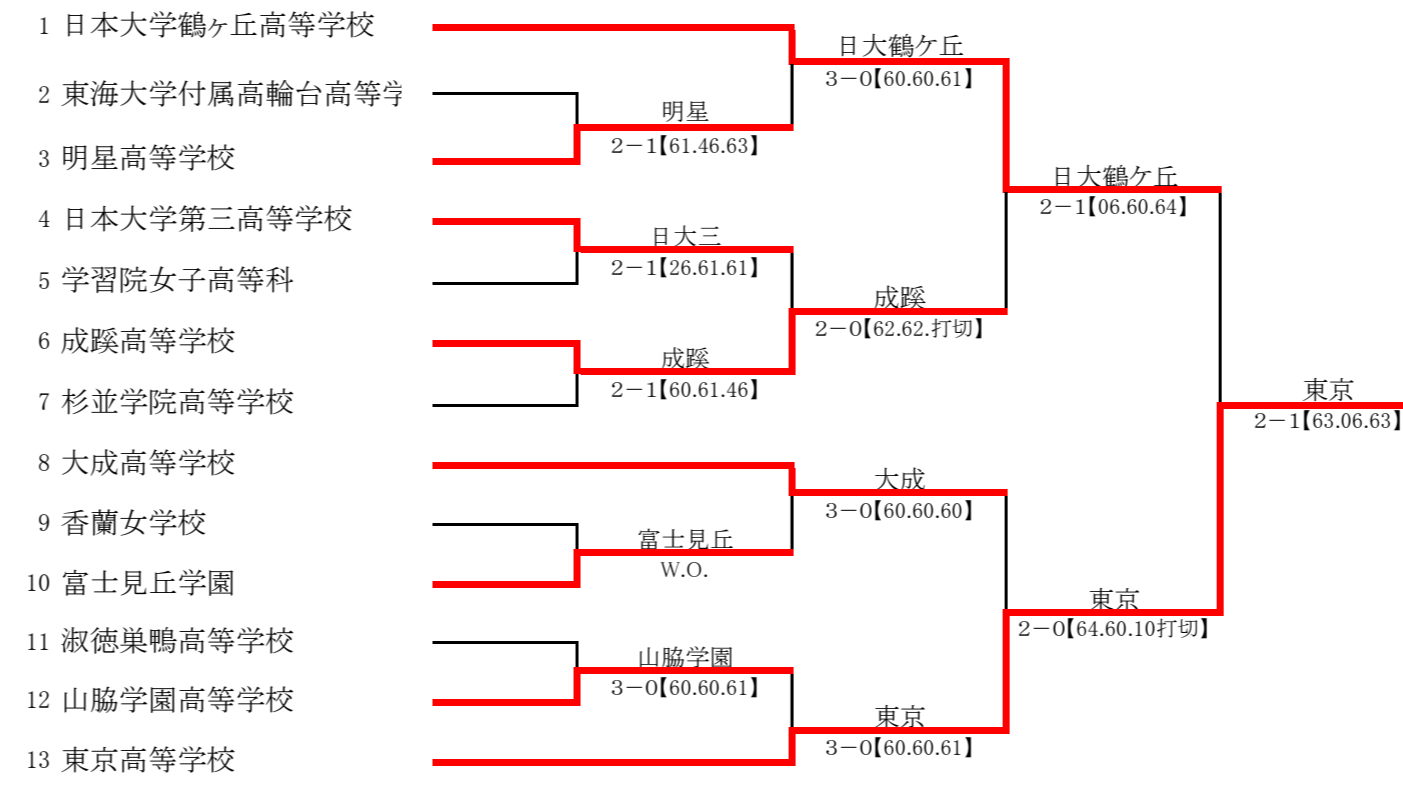 1 日本大学鶴ヶ丘高等学校
2 東海大学付属高輪台高等学
3 明星高等学校
4 日本大学第三高等学校
5 学習院女子高等科
6 成蹊高等学校
7 杉並学院高等学校
8 大成高等学校
9 香蘭女学校
10 富士見丘学園
11 淑徳巣鴨高等学校
12 山脇学園高等学校
13 東京高等学校
明星
2－1【61.46.63】
日大三
2－1【26.61.61】
成蹊
2－1【60.61.46】
富士見丘
W.O.
山脇学園
3－0【60.60.61】
日大鶴ケ丘
3－0【60.60.61】
成蹊
2－0【62.62.打切】
大成
3－0【60.60.60】
東京
3－0【60.60.61】
日大鶴ケ丘
2－1【06.60.64】
東京
2－0【64.60.10打切】
東京
2－1【63.06.63】